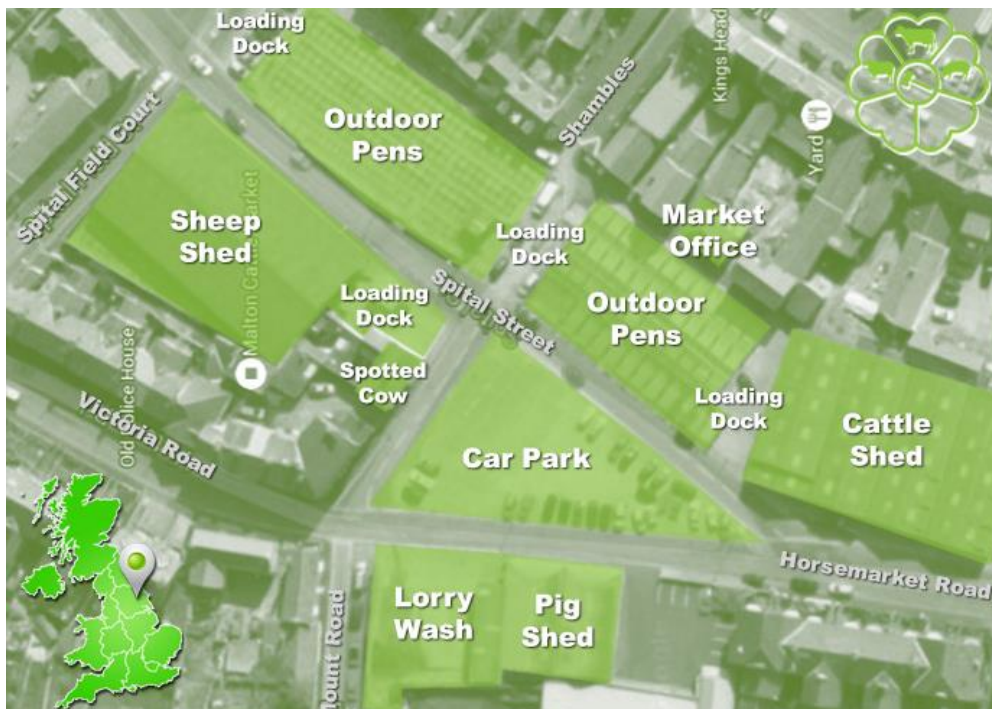 Loading
Dock
Kings Head
Shambles
Outdoor
Pens
Spital Field Court
Yard
Sheep
Shed
Market
Office
Malton Cattle Market
Loading
Dock
Spital Street
Loading
Dock
Outdoor
Pens
Spotted
Cow
Old Police House
Victoria Road
Loading
Dock
Cattle
Shed
Car Park
Horsemarket Road
Lorry
Wash
Pig
Shed
Mount Road